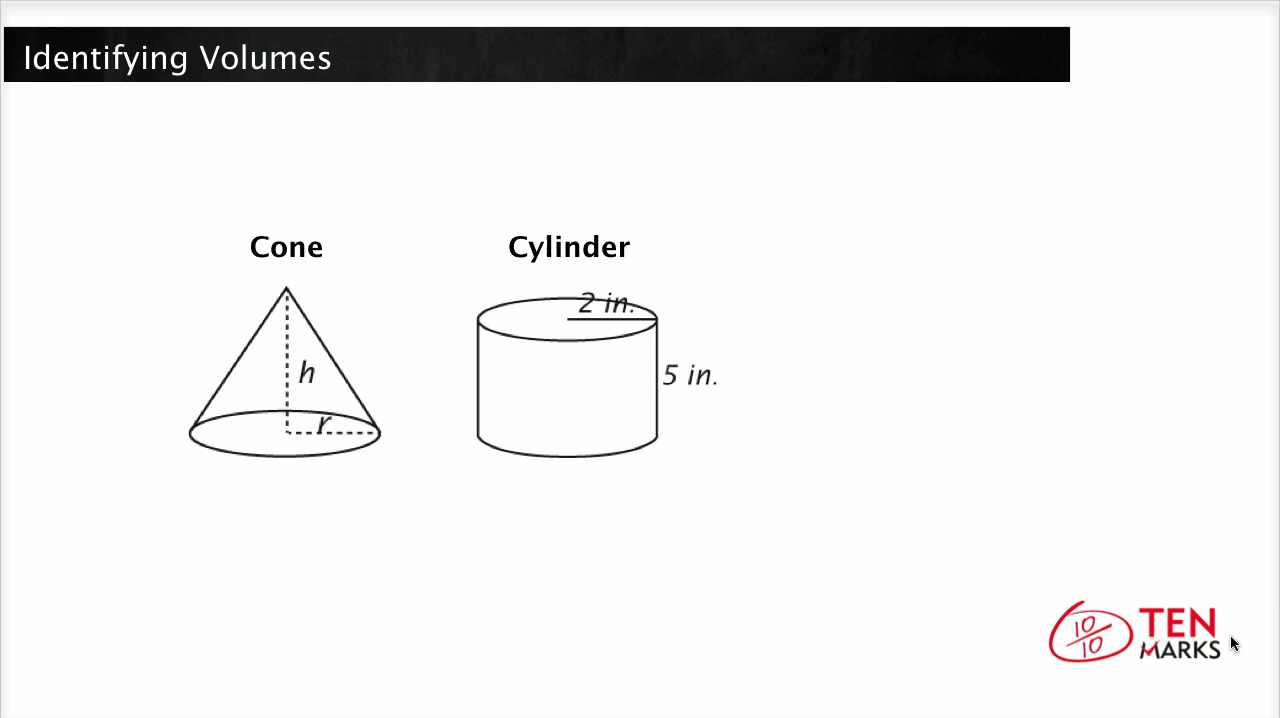 Identifying Volumes
Cone
Cylinder
2 in.
h
5 in.
r
10
10
TEN
MARKS